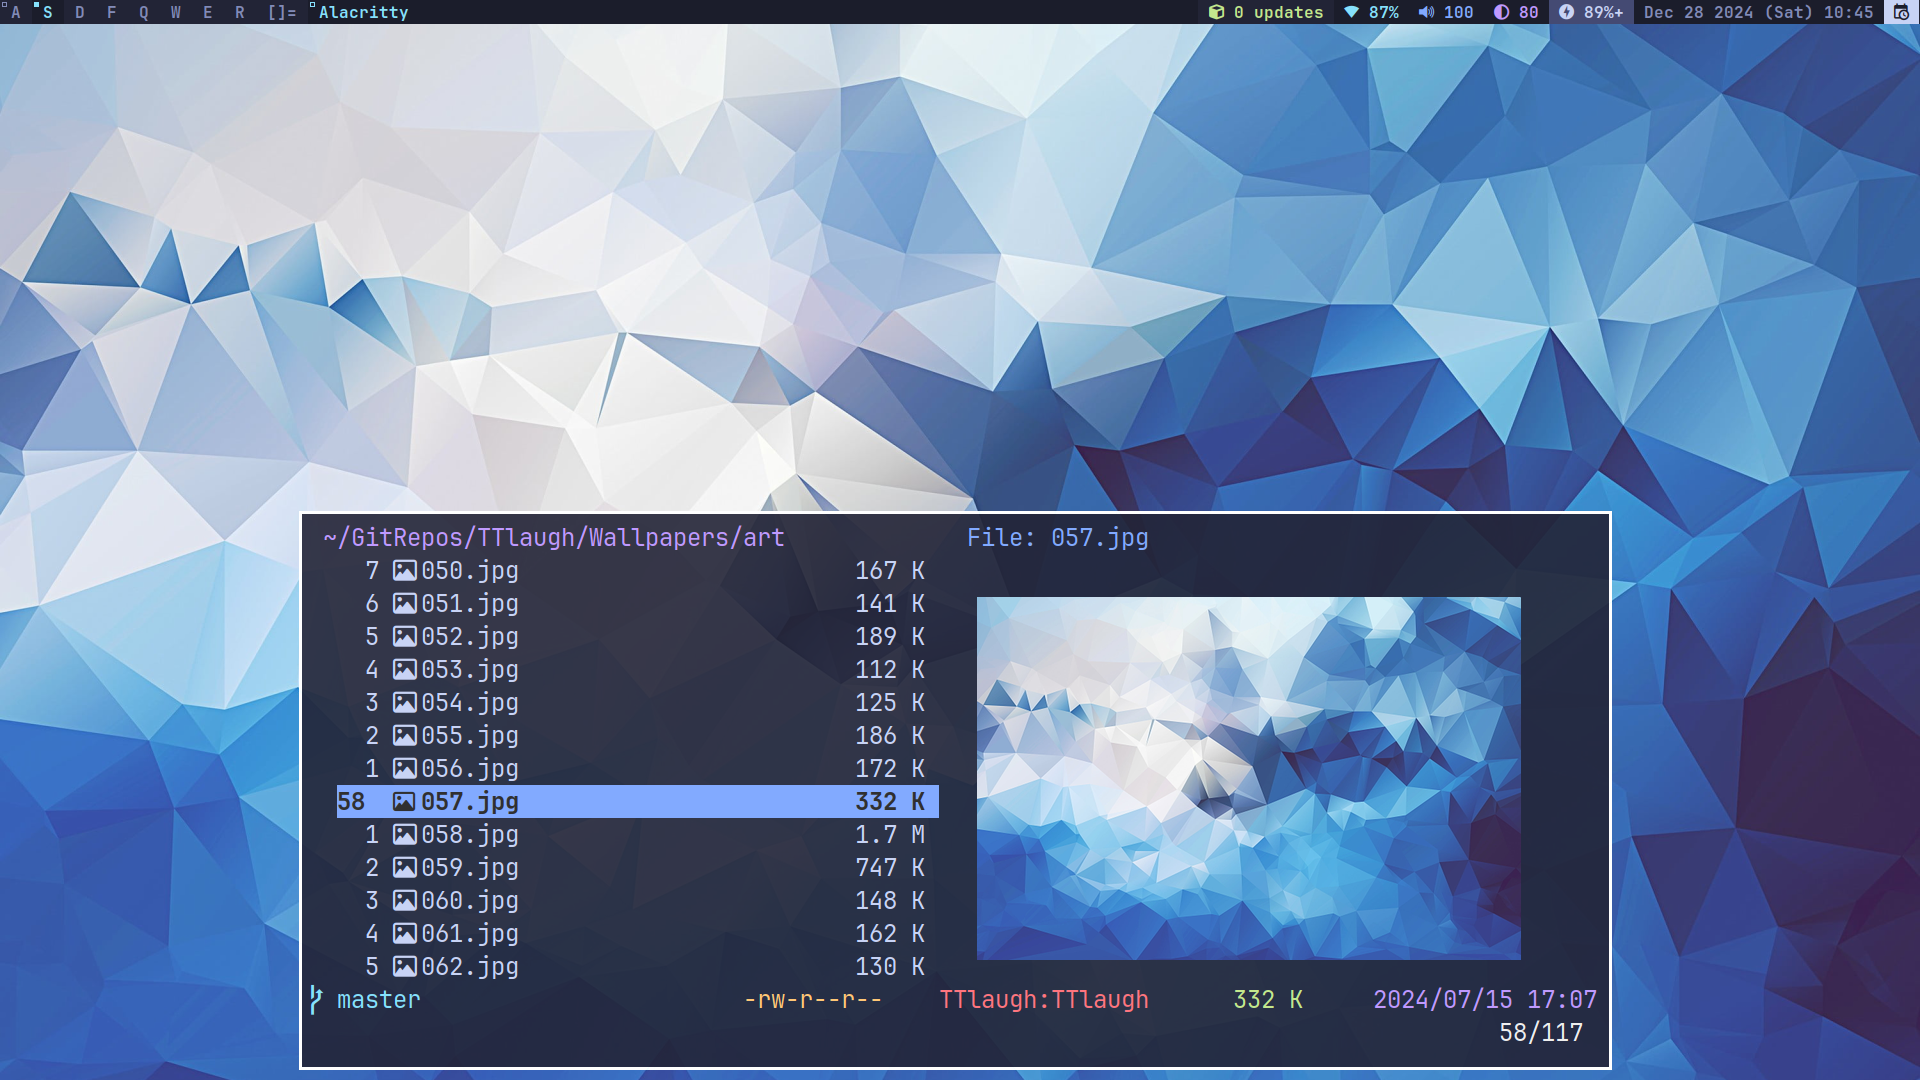 A S D F Q W E R []= Alacritty 0 updates 87% 100 80 89%+ Dec 28 2024 (Sat) 10:45
~/GitRepos/TTlaugh/Wallpapers/art File: 057.jpg
7 050.jpg 167 K
6 051.jpg 141 K
5 052.jpg 189 K
4 053.jpg 112 K
3 054.jpg 125 K
2 055.jpg 186 K
1 056.jpg 172 K
58 057.jpg 332 K
1 058.jpg 1.7 M
2 059.jpg 747 K
3 060.jpg 148 K
4 061.jpg 162 K
5 062.jpg 130 K
master -rw-r--r-- TTlaugh:TTlaugh 332 K 2024/07/15 17:07
58/117